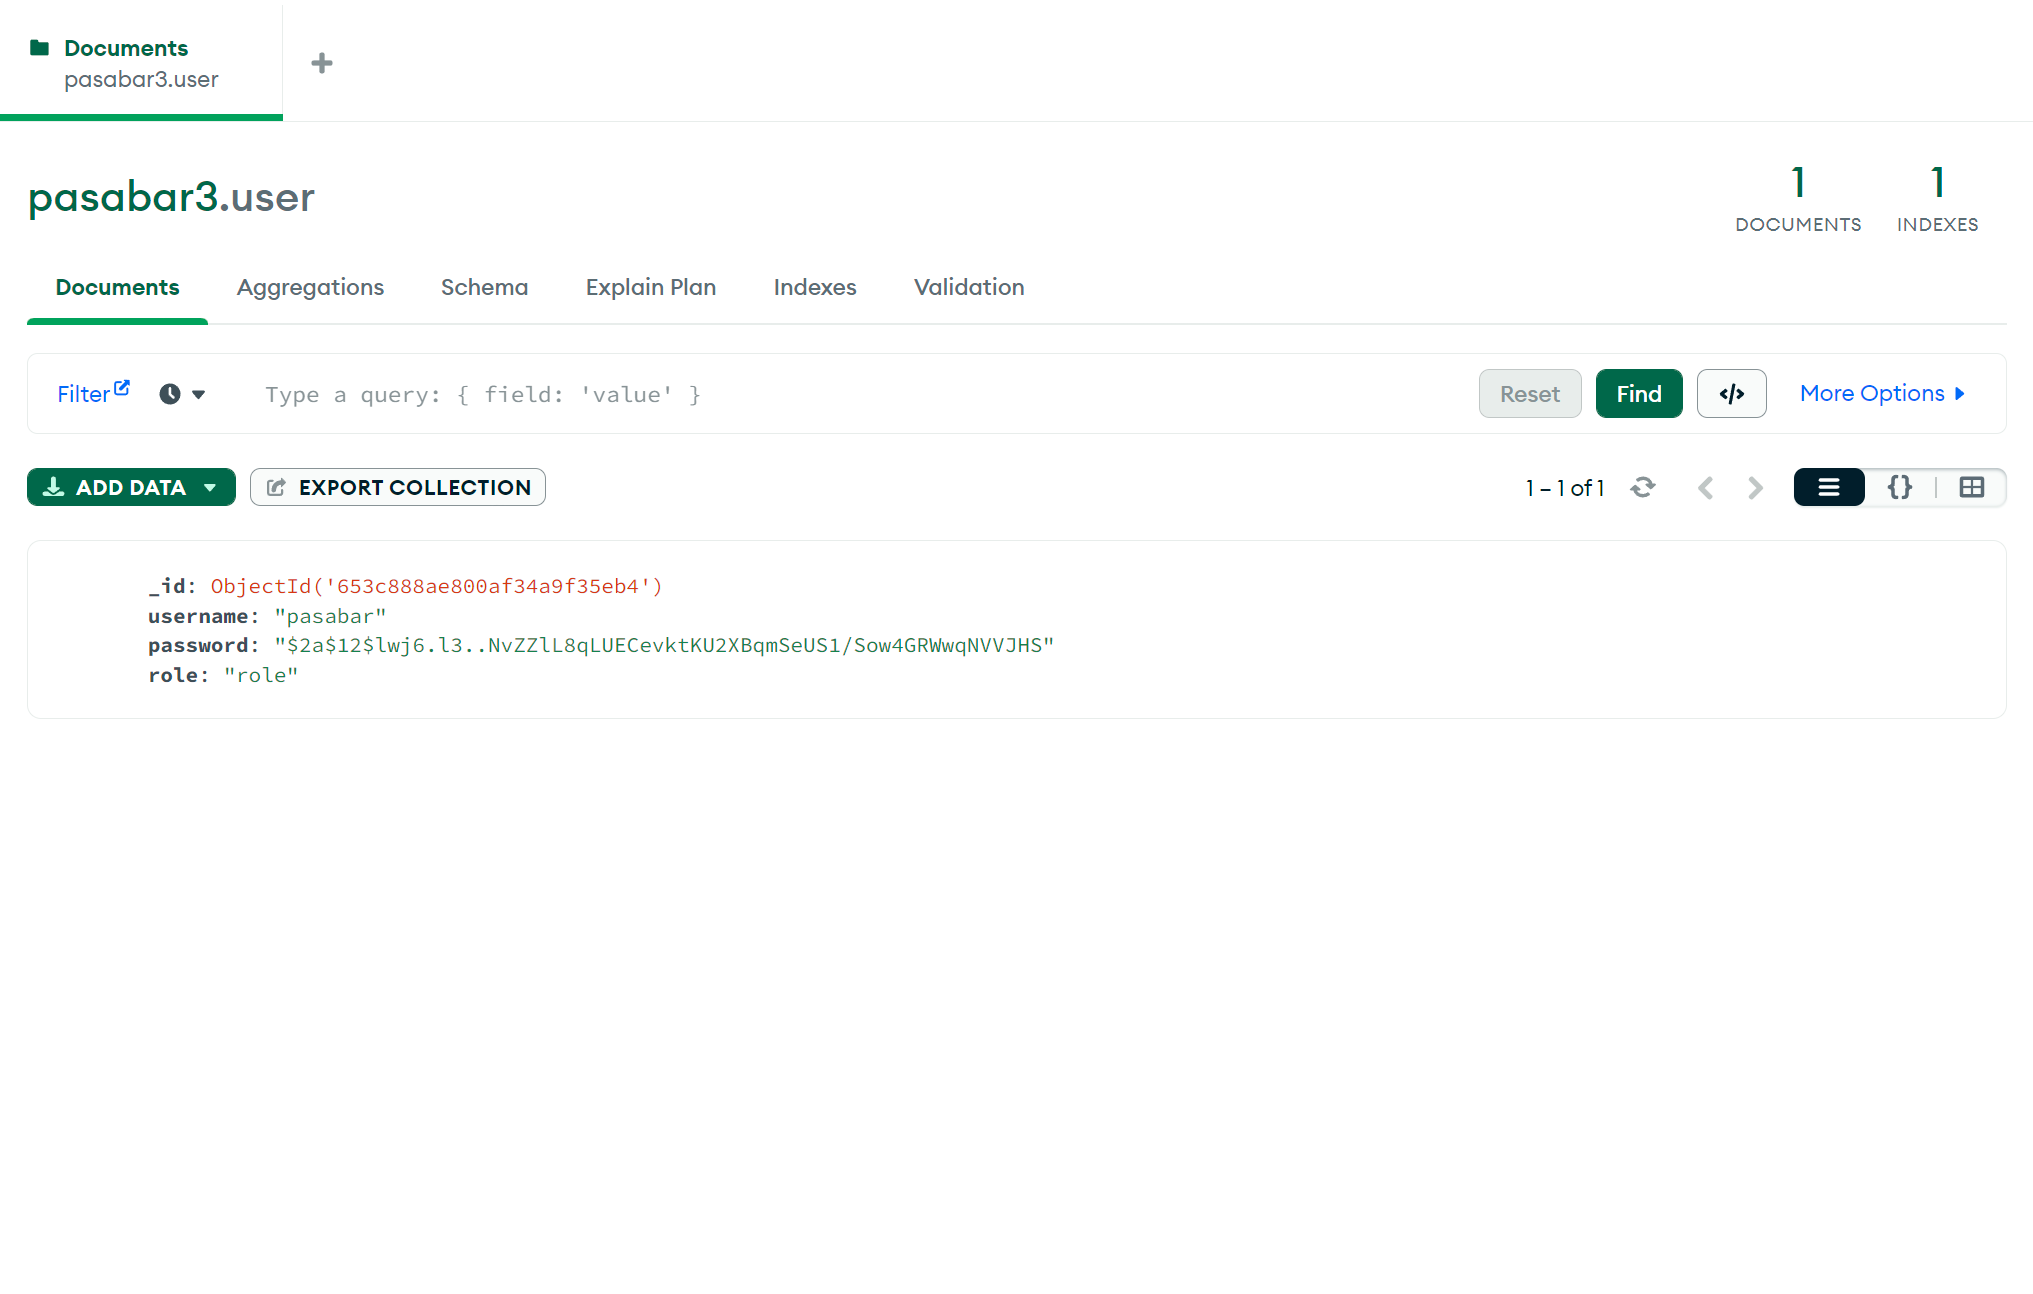 Documents
pasabar3.user
pasabar3.user
1
DOCUMENTS
1
INDEXES
Documents Aggregations Schema Explain Plan Indexes Validation
Filter Type a query: { field: 'value' } Reset Find </> More Options
ADD DATA EXPORT COLLECTION 1 – 1 of 1 {}
_id: ObjectId('653c888ae800af34a9f35eb4')
username: "pasabar"
password: "$2a$12$lwj6.l3..NvZZlL8qLUECevktKU2XBqmSeUS1/Sow4GRWwqNVVJHS"
role: "role"